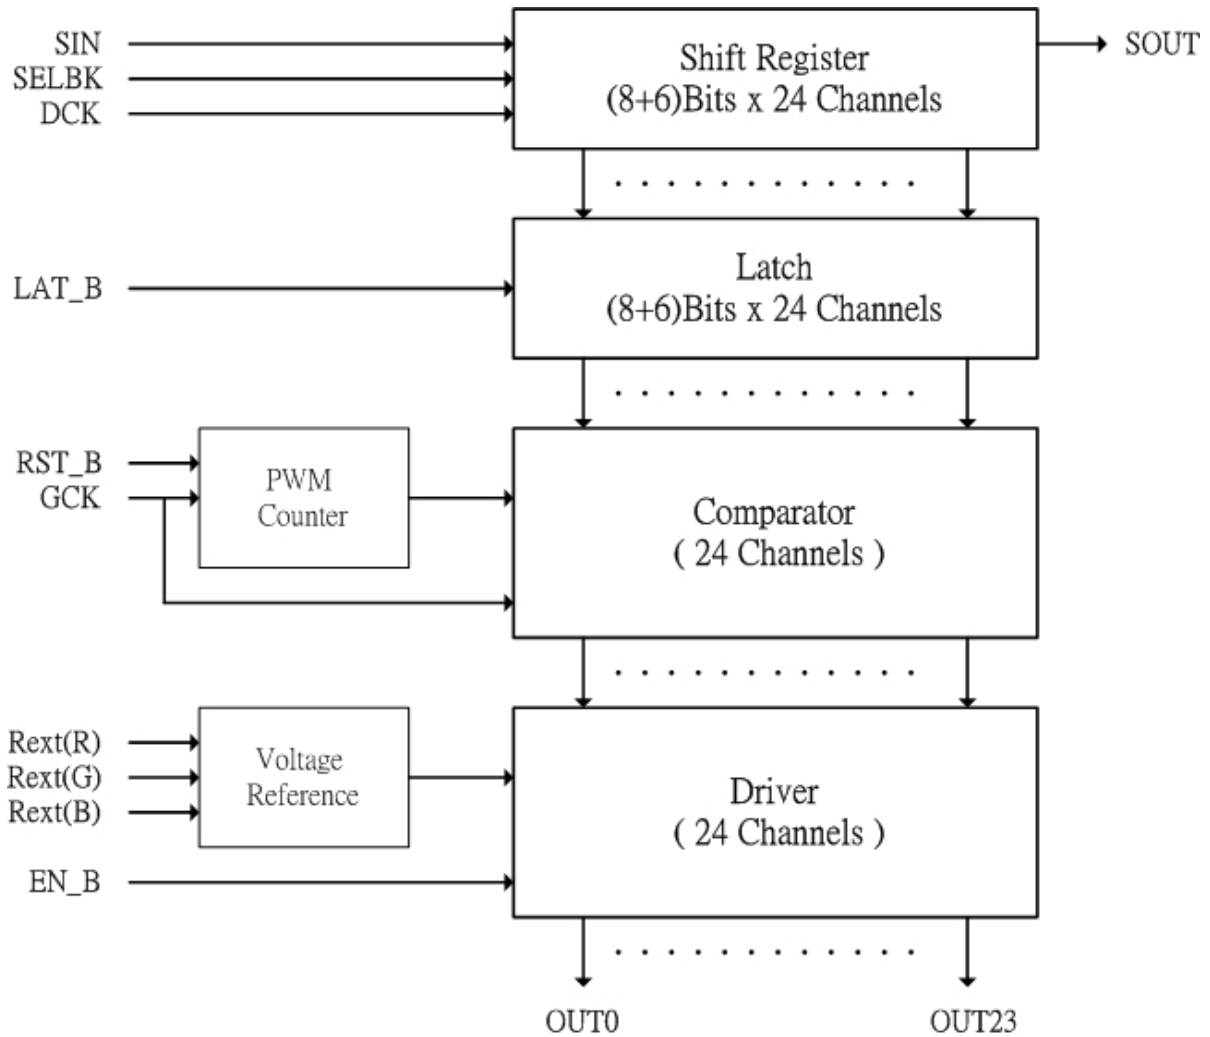 SIN
SELBK
DCK
Shift Register
(8+6)Bits x 24 Channels
SOUT
LAT_B
Latch
(8+6)Bits x 24 Channels
RST_B
GCK
PWM
Counter
Comparator
( 24 Channels )
Rext(R)
Rext(G)
Rext(B)
Voltage
Reference
Driver
( 24 Channels )
EN_B
OUT0
OUT23